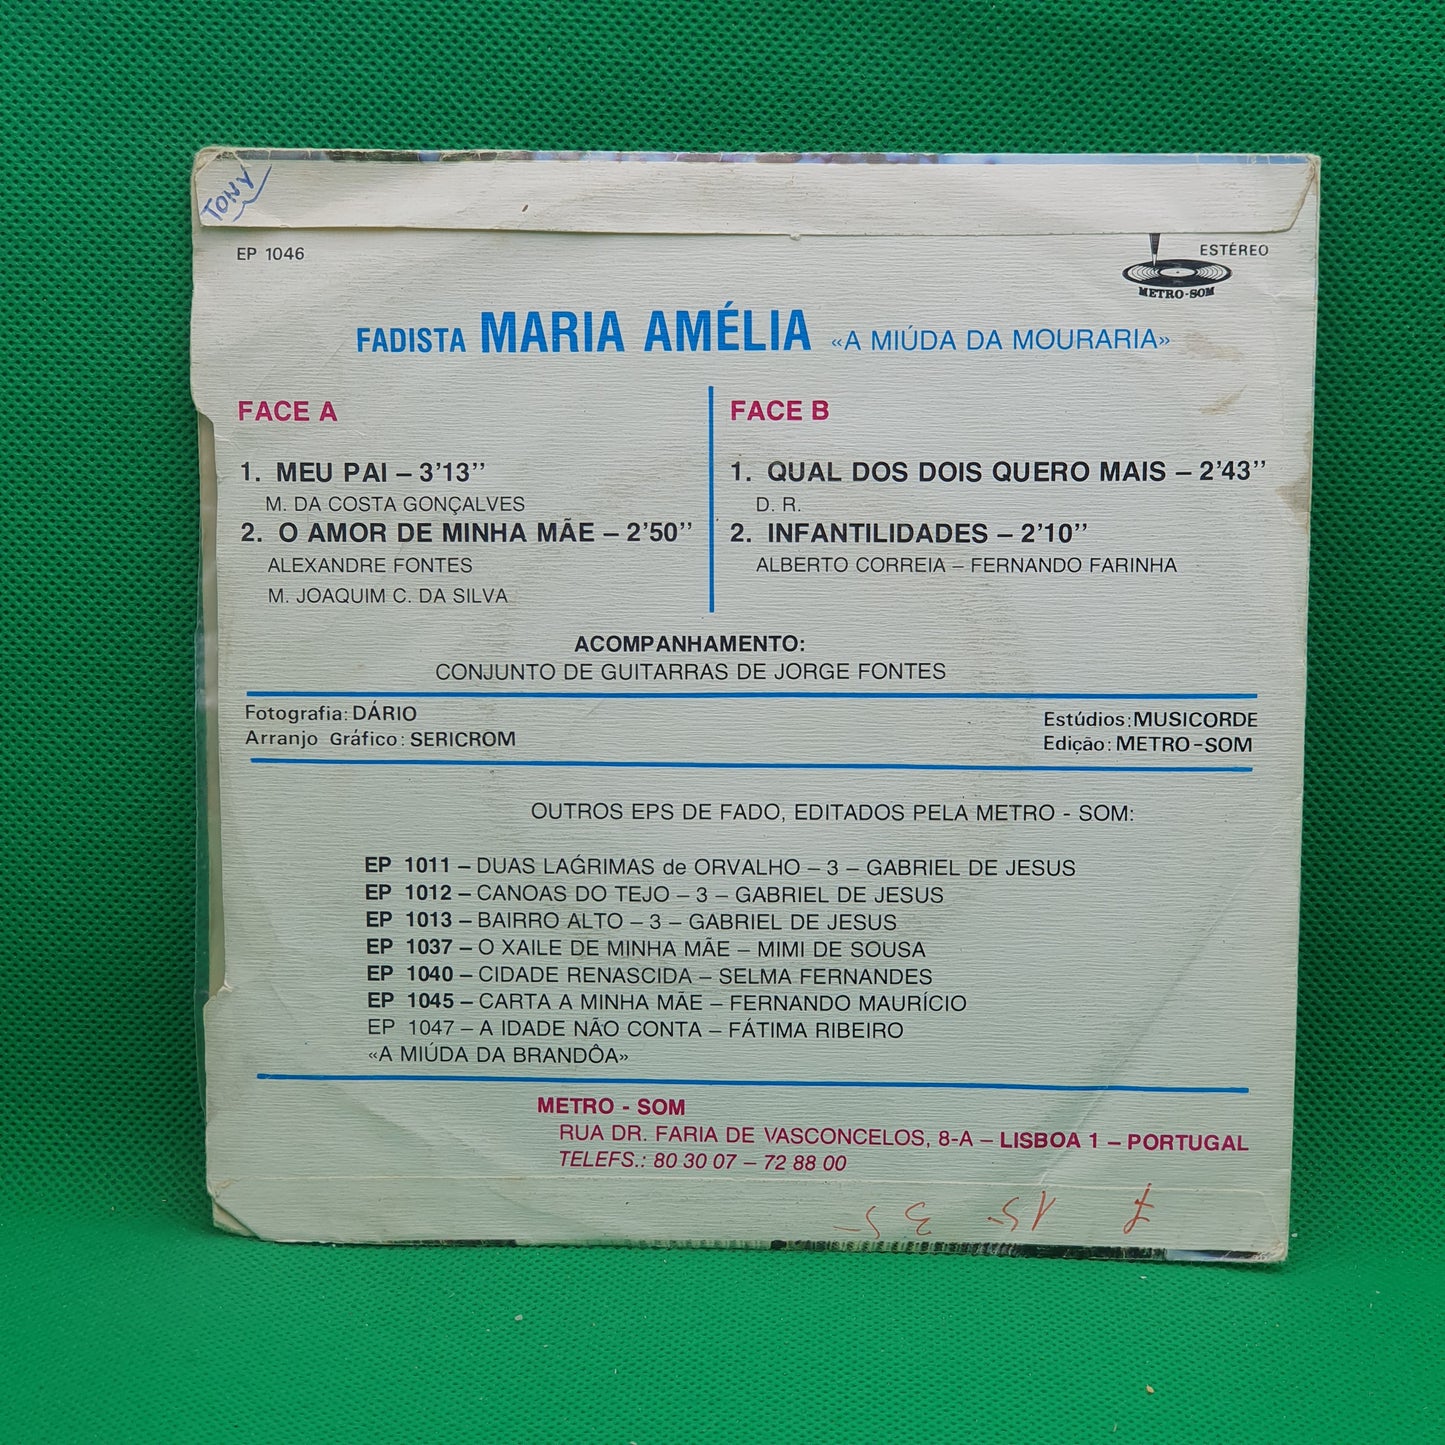 TONY
EP 1046
ESTÉREO
METRO-SOM
FADISTA MARIA AMÉLIA «A MIÚDA DA MOURARIA»
FACE A
1. MEU PAI – 3'13''
M. DA COSTA GONÇALVES
2. O AMOR DE MINHA MÃE – 2'50''
ALEXANDRE FONTES
M. JOAQUIM C. DA SILVA
FACE B
1. QUAL DOS DOIS QUERO MAIS – 2'43''
D. R.
2. INFANTILIDADES – 2'10''
ALBERTO CORREIA – FERNANDO FARINHA
ACOMPANHAMENTO:
CONJUNTO DE GUITARRAS DE JORGE FONTES
Fotografia: DÁRIO
Arranjo Gráfico: SERICROM
Estúdios: MUSICORDE
Edição: METRO-SOM
OUTROS EPS DE FADO, EDITADOS PELA METRO - SOM:
EP 1011 – DUAS LAǴRIMAS de ORVALHO – 3 – GABRIEL DE JESUS
EP 1012 – CANOAS DO TEJO – 3 – GABRIEL DE JESUS
EP 1013 – BAIRRO ALTO – 3 – GABRIEL DE JESUS
EP 1037 – O XAILE DE MINHA MÃE – MIMI DE SOUSA
EP 1040 – CIDADE RENASCIDA – SELMA FERNANDES
EP 1045 – CARTA A MINHA MÃE – FERNANDO MAURÍCIO
EP 1047 – A IDADE NÃO CONTA – FÁTIMA RIBEIRO
«A MIÚDA DA BRANDÔA»
METRO - SOM
RUA DR. FARIA DE VASCONCELOS, 8-A – LISBOA 1 – PORTUGAL
TELEFS.: 80 30 07 – 72 88 00